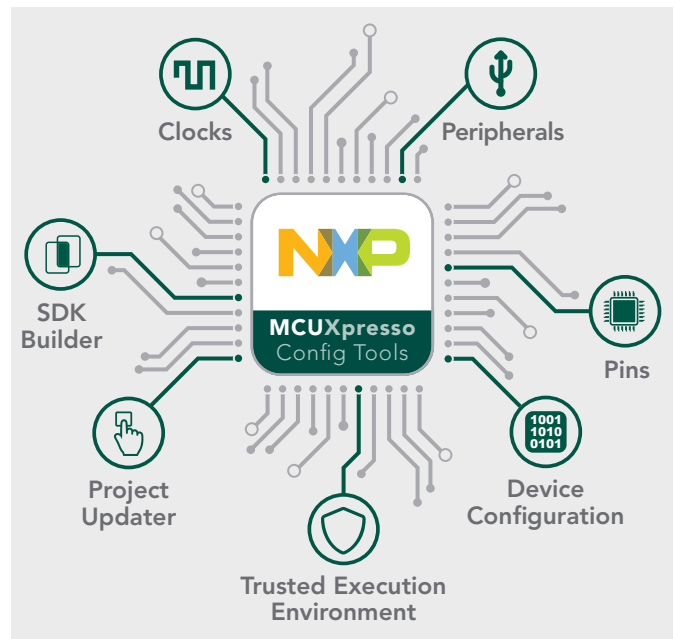 Clocks
Peripherals
NXP
MCUXpresso
Config Tools
SDK
Builder
Pins
1001
1010
0101
Project
Updater
Device
Configuration
Trusted Execution
Environment